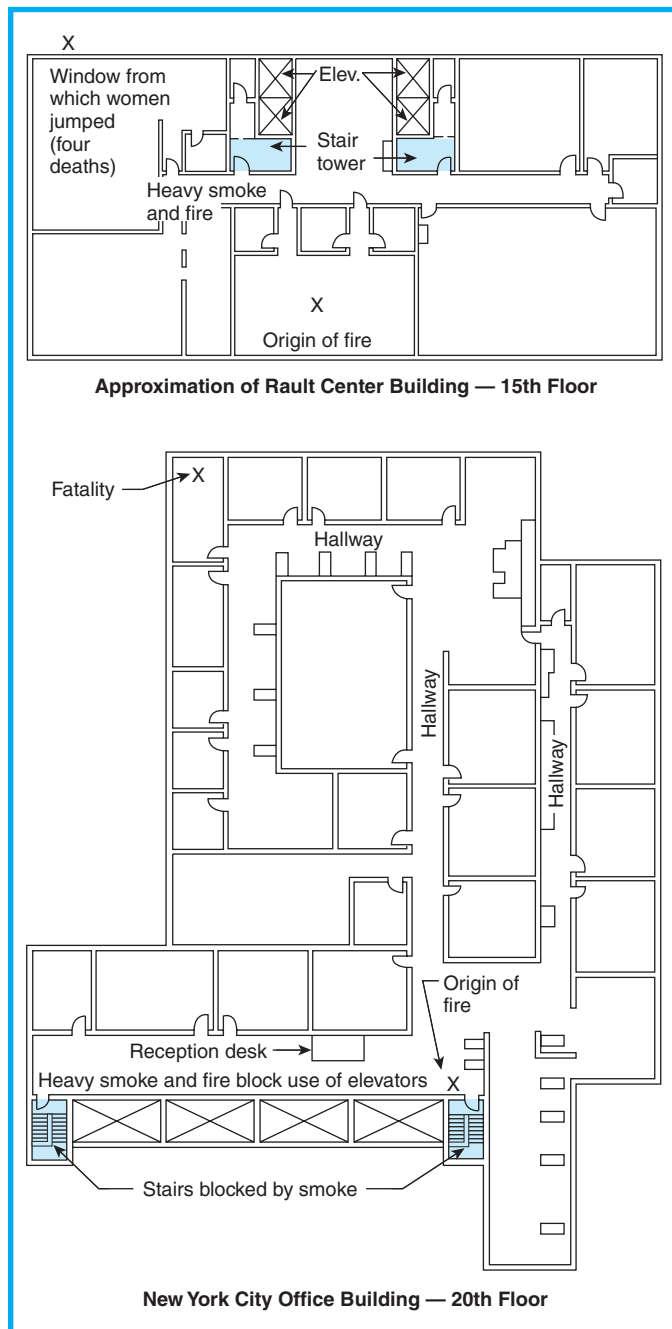 X
Window from
which women
jumped
(four
deaths)
Elev.
Stair
tower
Heavy smoke
and fire
X
Origin of fire
Approximation of Rault Center Building — 15th Floor
Fatality
X
Hallway
Hallway
Hallway
Origin of
fire
Reception desk
Heavy smoke and fire block use of elevators
X
Stairs blocked by smoke
New York City Office Building — 20th Floor